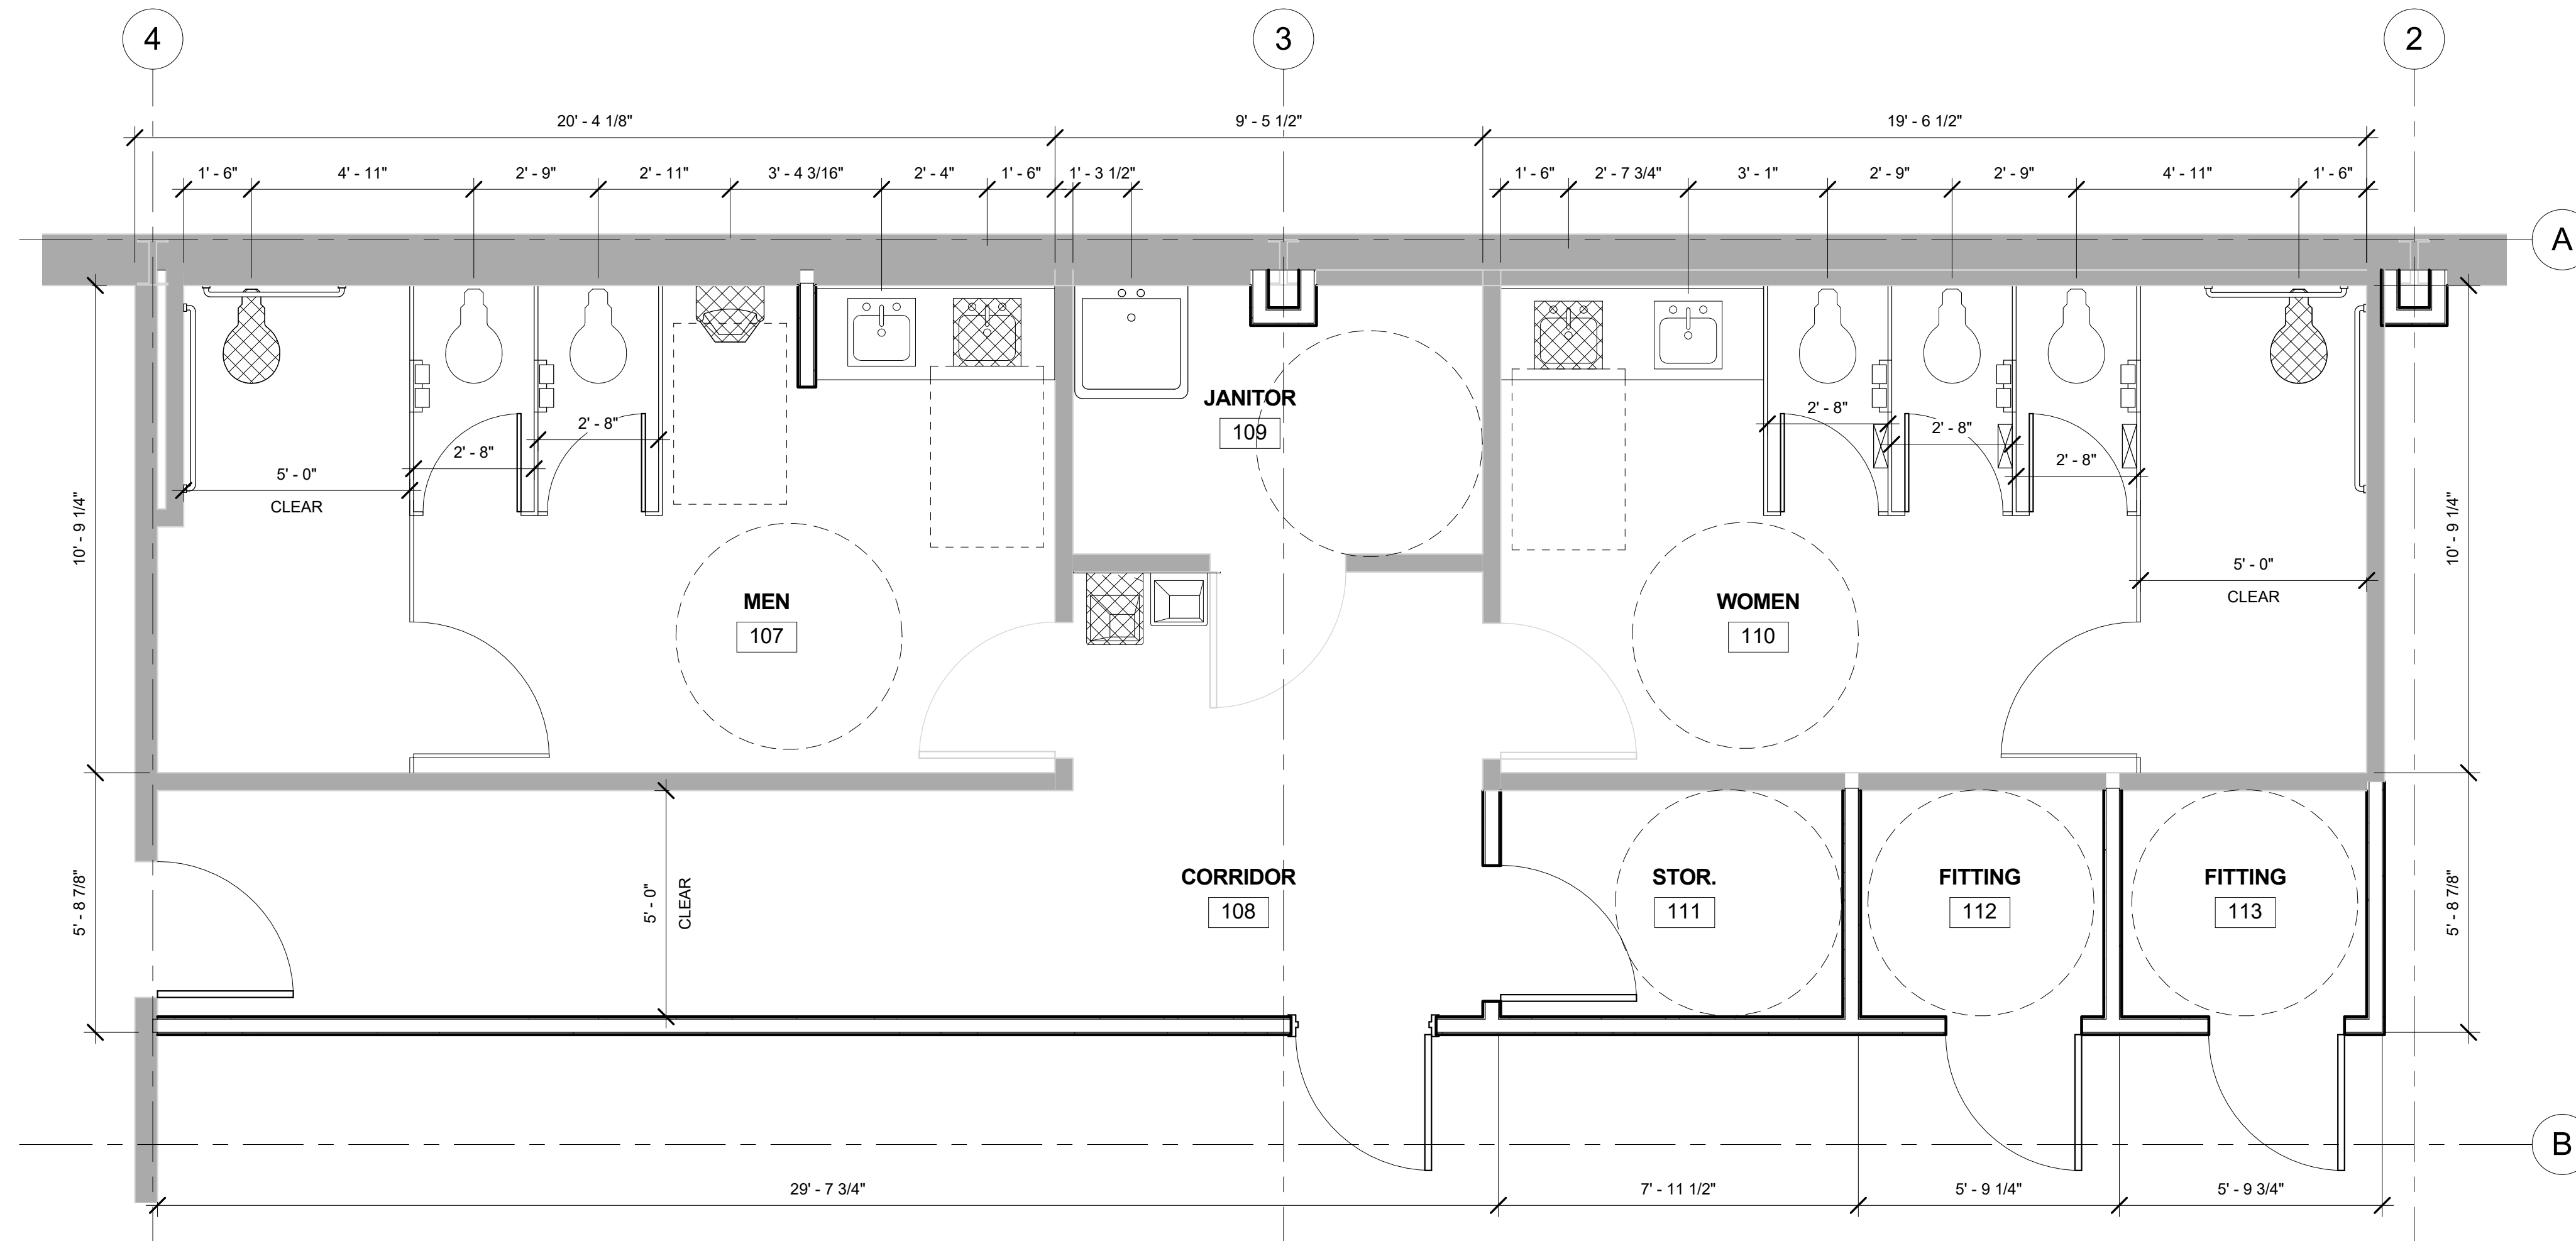 4
3
2
20' - 4 1/8"
9' - 5 1/2"
19' - 6 1/2"
1' - 6"
4' - 11"
2' - 9"
2' - 11"
3' - 4 3/16"
2' - 4"
1' - 6"
1' - 3 1/2"
1' - 6"
2' - 7 3/4"
3' - 1"
2' - 9"
2' - 9"
4' - 11"
1' - 6"
A
JANITOR
109
2' - 8"
2' - 8"
2' - 8"
2' - 8"
2' - 8"
5' - 0"
CLEAR
10' - 9 1/4"
10' - 9 1/4"
5' - 0"
CLEAR
MEN
107
WOMEN
110
5' - 8 7/8"
5' - 0"
CLEAR
CORRIDOR
108
STOR.
111
FITTING
112
FITTING
113
5' - 8 7/8"
B
29' - 7 3/4"
7' - 11 1/2"
5' - 9 1/4"
5' - 9 3/4"